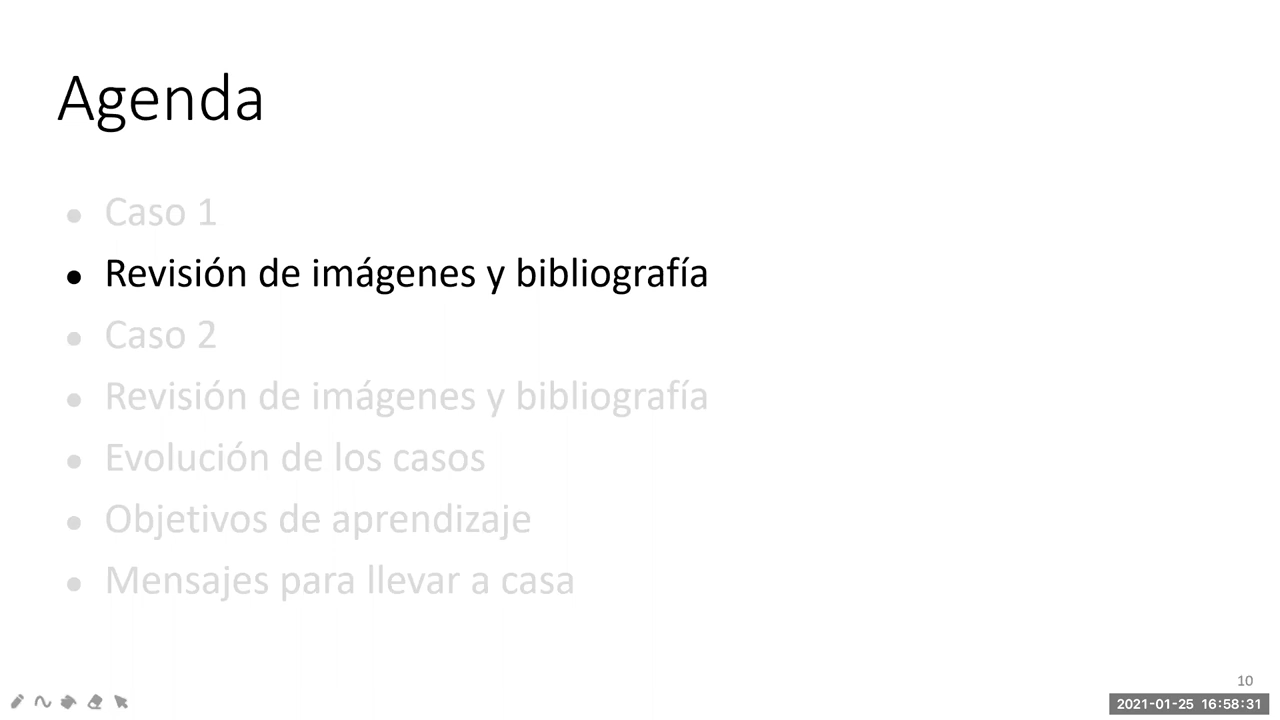 Agenda
• Caso 1
• Revisión de imágenes y bibliografía
• Caso 2
• Revisión de imágenes y bibliografía
• Evolución de los casos
• Objetivos de aprendizaje
• Mensajes para llevar a casa
10
2021-01-25 16:58:31